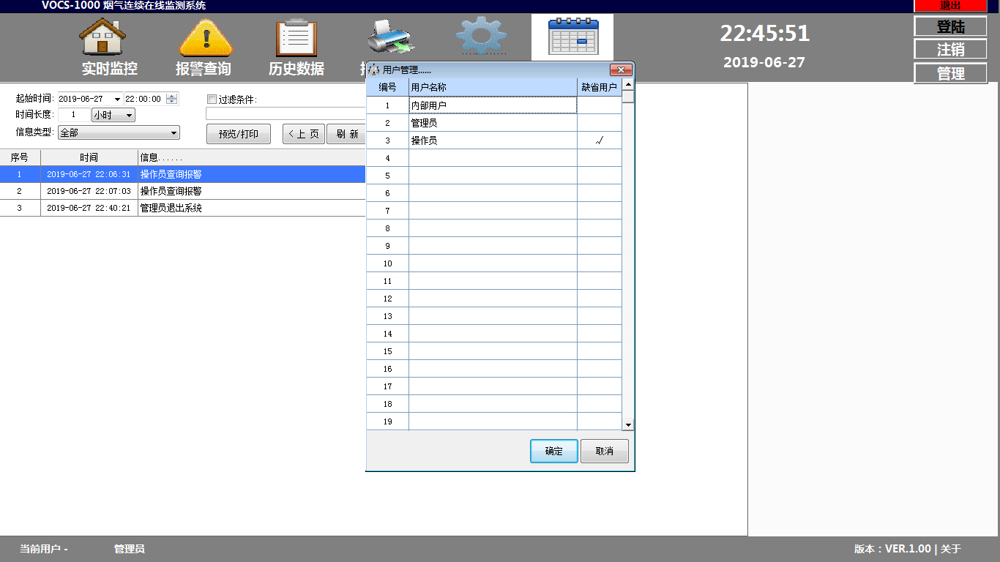 VOCS-1000 烟气连续在线监测系统
退出
实时监控
报警查询
历史数据
22:45:51
2019-06-27
登陆
注销
管理
起始时间:
2019-06-27
22:00:00
过滤条件:
时间长度:
1
小时
信息类型:
全部
预览/打印
< 上 页
刷 新
序号 时间 信息......
1 2019-06-27 22:06:31 操作员查询报警
2 2019-06-27 22:07:03 操作员查询报警
3 2019-06-27 22:40:21 管理员退出系统
用户管理......
编号 用户名称 缺省用户
1 内部用户
2 管理员
3 操作员 √
4
5
6
7
8
9
10
11
12
13
14
15
16
17
18
19
确定
取消
当前用户 - 管理员
版本：VER.1.00 | 关于